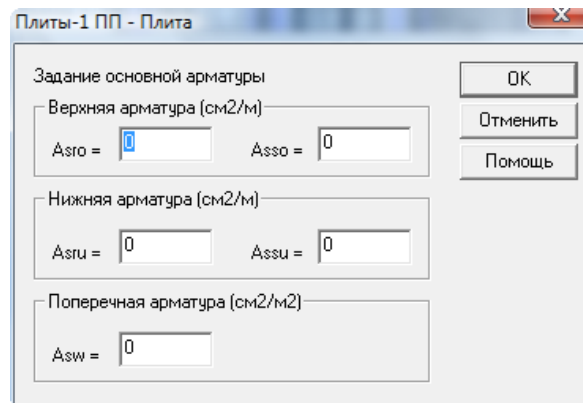 Плиты-1 ПП - Плита
Задание основной арматуры
OK
Верхняя арматура (см2/м)
Отменить
Asro = 0 Asso = 0
Помощь
Нижняя арматура (см2/м)
Asru = 0 Assu = 0
Поперечная арматура (см2/м2)
Asw = 0